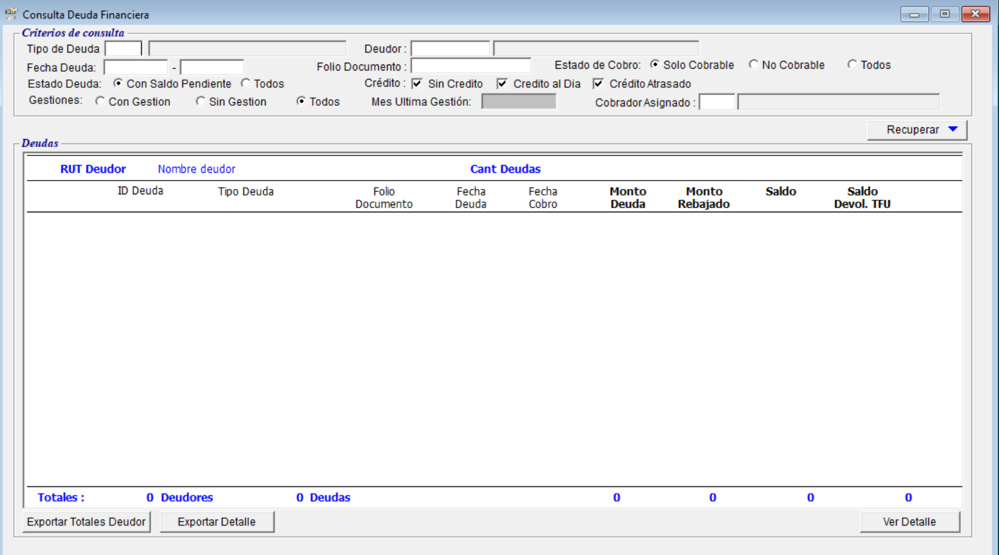 Consulta Deuda Financiera
Criterios de consulta
Tipo de Deuda Deudor :
Fecha Deuda: - Folio Documento : Estado de Cobro: Solo Cobrable No Cobrable Todos
Estado Deuda: Con Saldo Pendiente Todos Crédito : Sin Credito Credito al Dia Crédito Atrasado
Gestiones: Con Gestion Sin Gestion Todos Mes Ultima Gestión: Cobrador Asignado :
Recuperar
Deudas
RUT Deudor Nombre deudor Cant Deudas
ID Deuda Tipo Deuda Folio Fecha Fecha Monto Monto Saldo Saldo
Documento Deuda Cobro Deuda Rebajado Devol. TFU
Totales : 0 Deudores 0 Deudas 0 0 0 0
Exportar Totales Deudor Exportar Detalle Ver Detalle